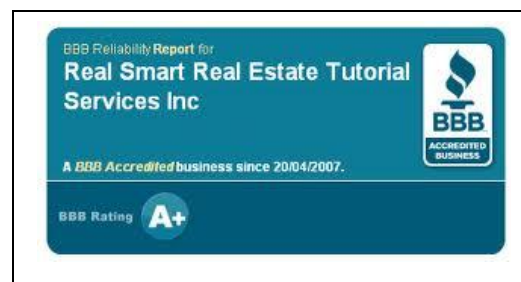 BBB Reliability Report for
Real Smart Real Estate Tutorial
Services Inc
BBB
ACCREDITED
BUSINESS
A BBB Accredited business since 20/04/2007.
BBB Rating A+